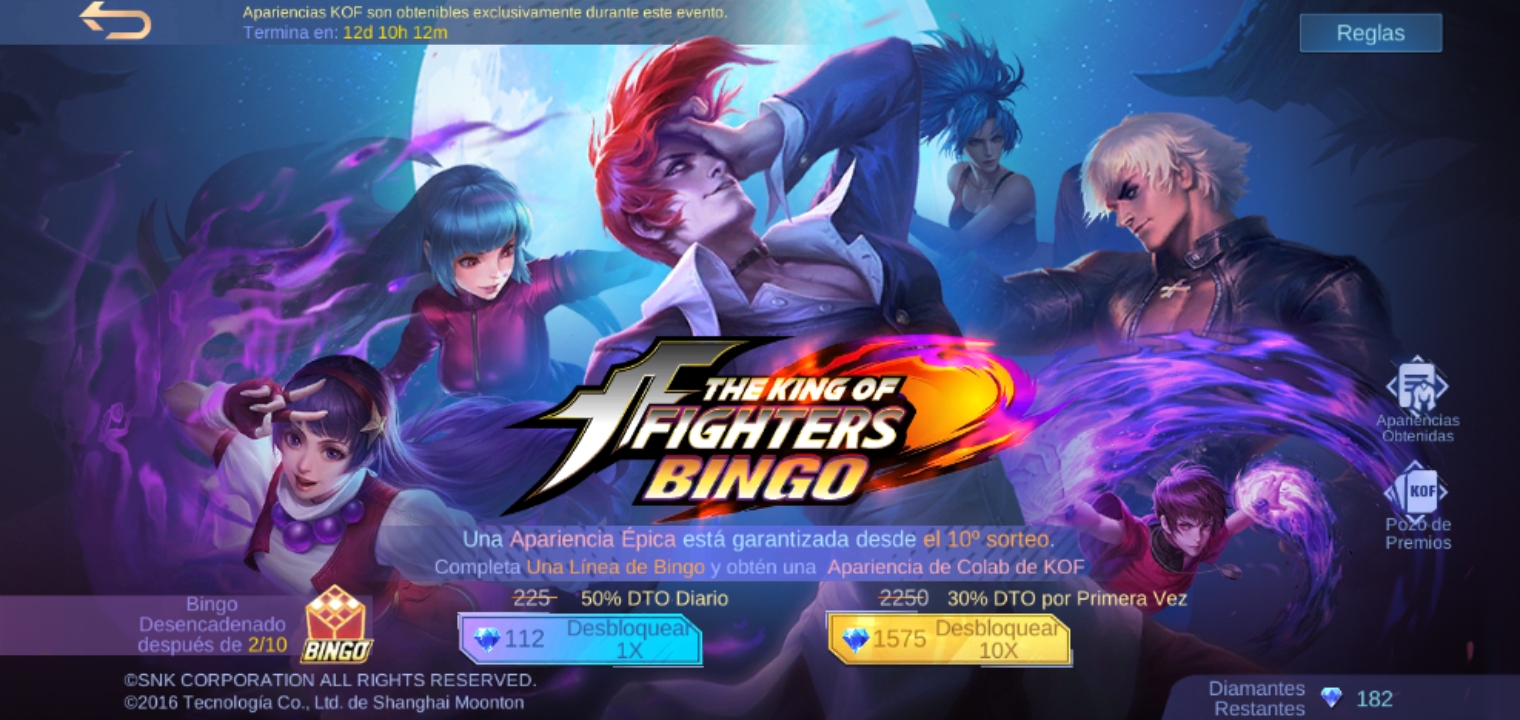 Apariencias KOF son obtenibles exclusivamente durante este evento.
Termina en: 12d 10h 12m
Reglas
THE KING OF
FIGHTERS
BINGO
Apariencias
Obtenidas
KOF
Pozo de
Premios
Una Apariencia Épica está garantizada desde el 10º sorteo.
Completa Una Línea de Bingo y obtén una Apariencia de Colab de KOF
225 50% DTO Diario
2250 30% DTO por Primera Vez
Bingo
Desencadenado
después de 2/10
BINGO
112 Desbloquear
1X
1575 Desbloquear
10X
©SNK CORPORATION ALL RIGHTS RESERVED.
©2016 Tecnología Co., Ltd. de Shanghai Moonton
Diamantes
Restantes 182